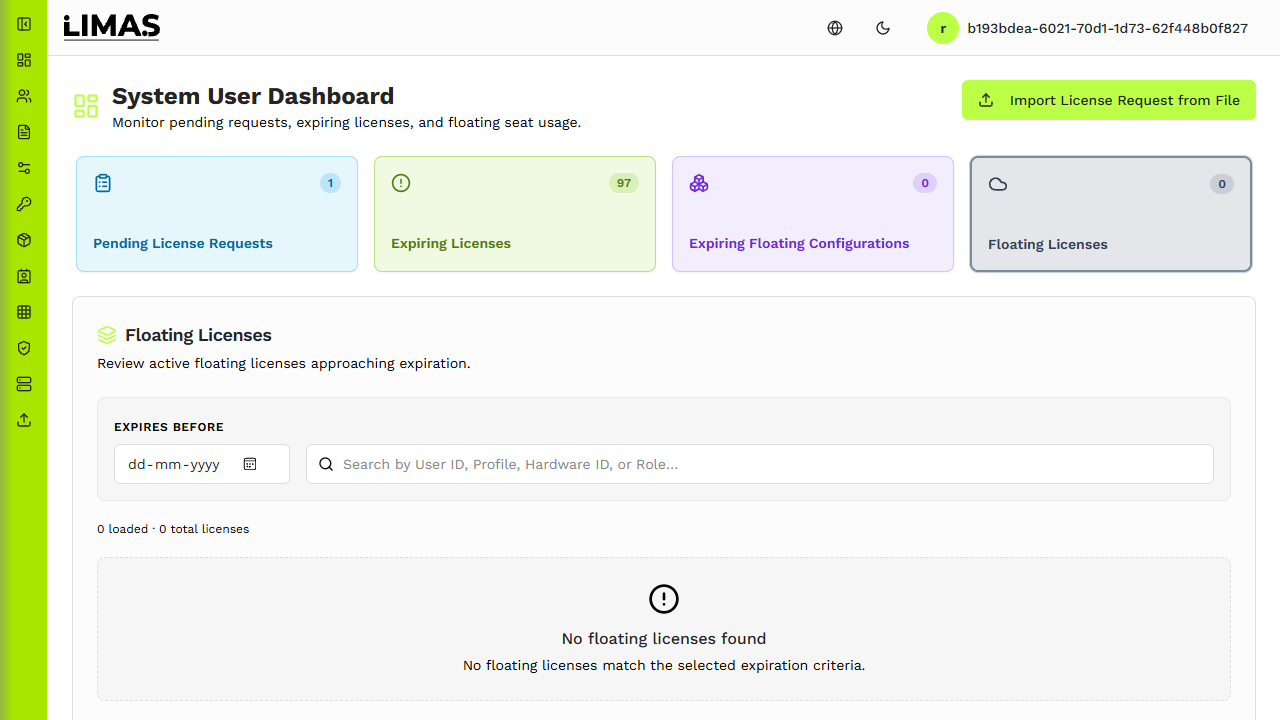 LIMAS
r
b193bdea-6021-70d1-1d73-62f448b0f827
System User Dashboard
Monitor pending requests, expiring licenses, and floating seat usage.
Import License Request from File
1
Pending License Requests
97
Expiring Licenses
0
Expiring Floating Configurations
0
Floating Licenses
Floating Licenses
Review active floating licenses approaching expiration.
EXPIRES BEFORE
dd-mm-yyyy
Search by User ID, Profile, Hardware ID, or Role...
0 loaded · 0 total licenses
No floating licenses found
No floating licenses match the selected expiration criteria.